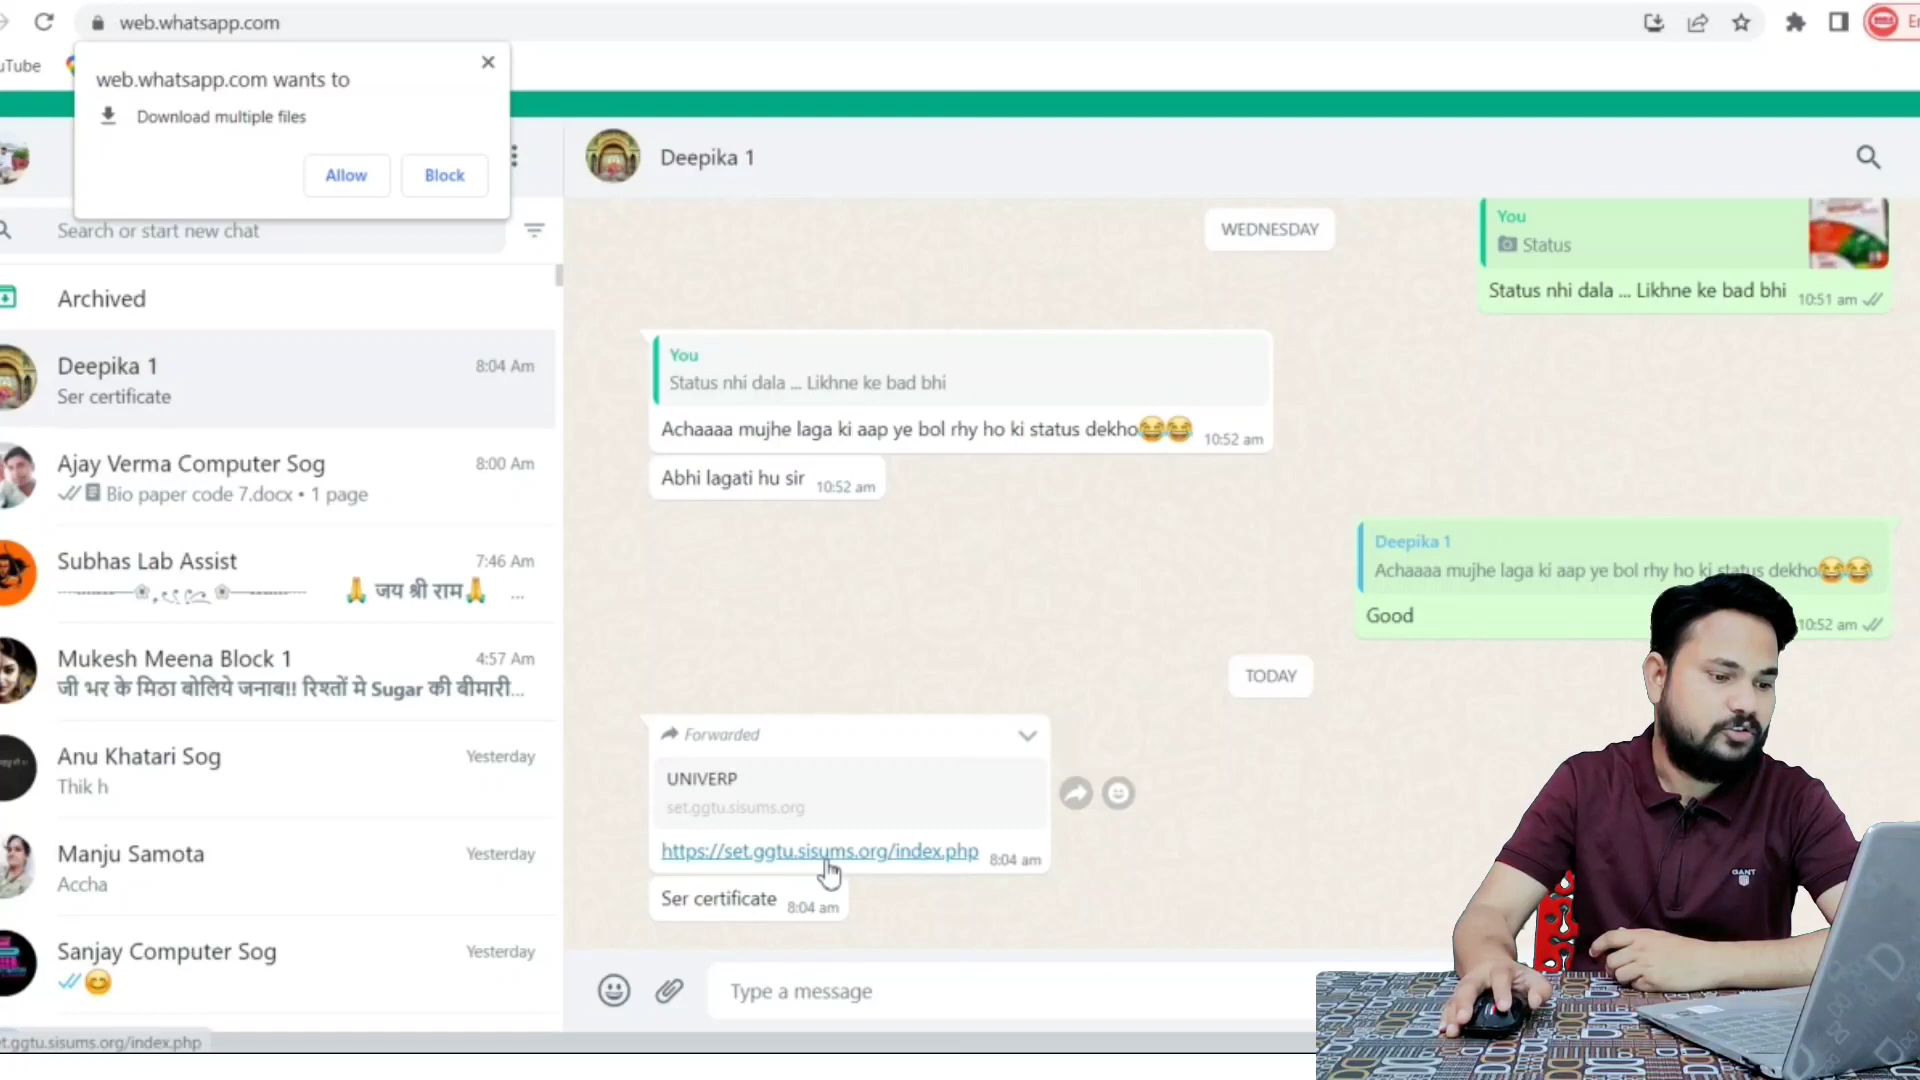 web.whatsapp.com
uTube
web.whatsapp.com wants to
Download multiple files
Allow
Block
Search or start new chat
Archived
Deepika 1
8:04 Am
Ser certificate
Ajay Verma Computer Sog
8:00 Am
Bio paper code 7.docx • 1 page
Subhas Lab Assist
7:46 Am
🙏 जय श्री राम🙏 ...
Mukesh Meena Block 1
4:57 Am
जी भर के मिठा बोलिये जनाब!! रिश्तों मे Sugar की बीमारी...
Anu Khatari Sog
Yesterday
Thik h
Manju Samota
Yesterday
Accha
Sanjay Computer Sog
Yesterday
😊
t.ggtu.sisums.org/index.php
Deepika 1
WEDNESDAY
You
Status
Status nhi dala ... Likhne ke bad bhi 10:51 am
You
Status nhi dala ... Likhne ke bad bhi
Achaaaa mujhe laga ki aap ye bol rhy ho ki status dekho😂😂 10:52 am
Abhi lagati hu sir 10:52 am
Deepika 1
Achaaaa mujhe laga ki aap ye bol rhy ho ki status dekho😂😂
Good 10:52 am
TODAY
Forwarded
UNIVERP
set.ggtu.sisums.org
https://set.ggtu.sisums.org/index.php 8:04 am
Ser certificate 8:04 am
Type a message
GANT